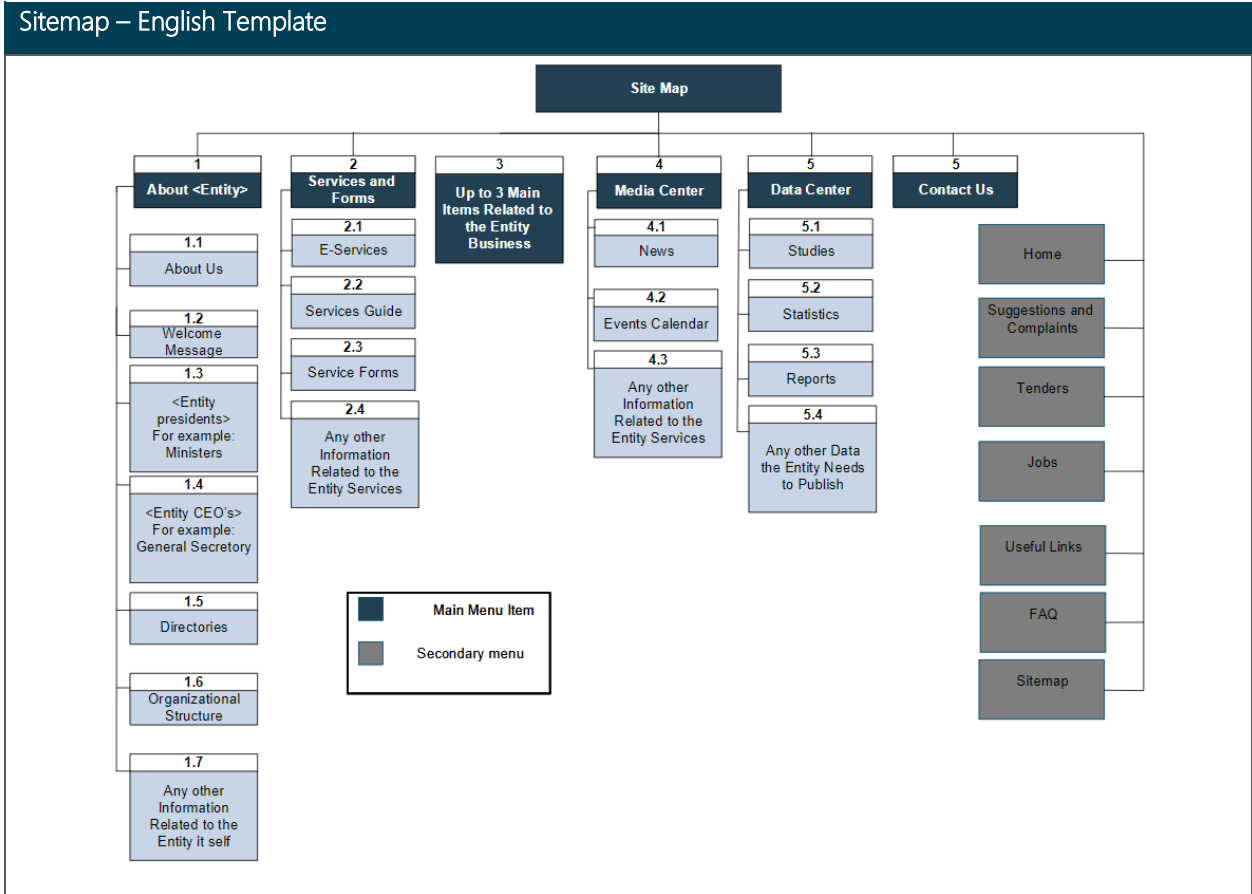 Sitemap – English Template
Site Map
1
About <Entity>
1.1
About Us
1.2
Welcome
Message
1.3
<Entity
presidents>
For example:
Ministers
1.4
<Entity CEO's>
For example:
General Secretory
1.5
Directories
1.6
Organizational
Structure
1.7
Any other
Information
Related to the
Entity it self
2
Services and
Forms
2.1
E-Services
2.2
Services Guide
2.3
Service Forms
2.4
Any other
Information
Related to the
Entity Services
3
Up to 3 Main
Items Related to
the Entity
Business
4
Media Center
4.1
News
4.2
Events Calendar
4.3
Any other
Information
Related to the
Entity Services
5
Data Center
5.1
Studies
5.2
Statistics
5.3
Reports
5.4
Any other Data
the Entity Needs
to Publish
5
Contact Us
Home
Suggestions and
Complaints
Tenders
Jobs
Useful Links
FAQ
Sitemap
Main Menu Item
Secondary menu